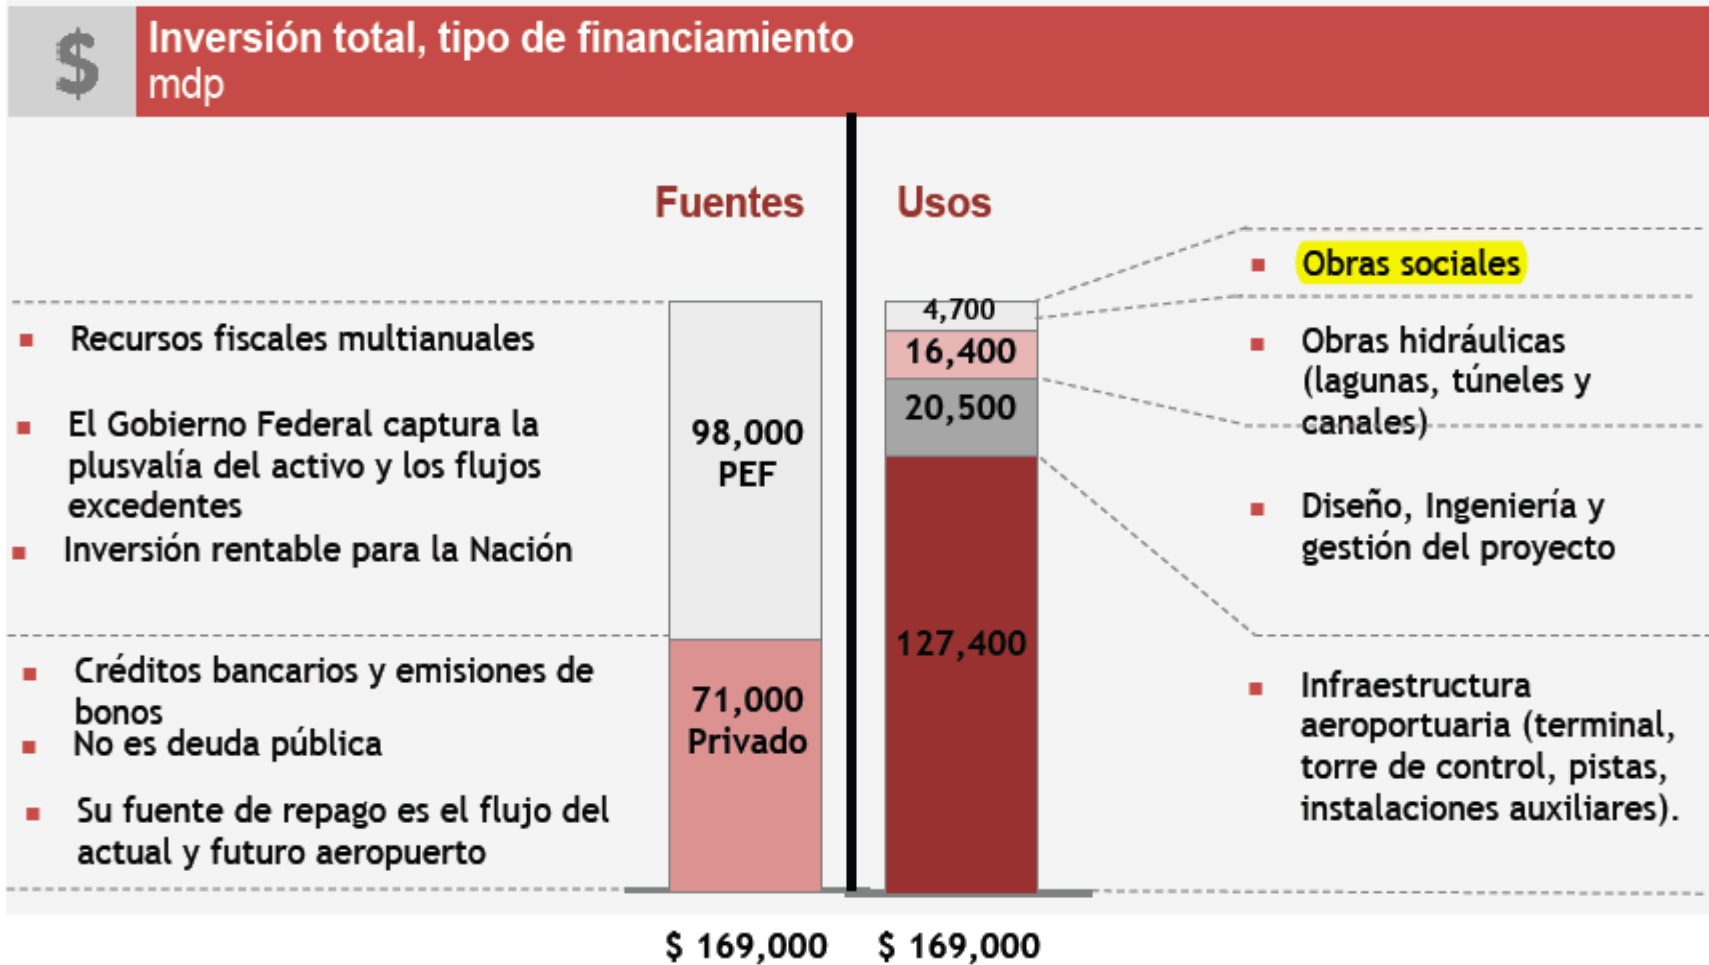 $
Inversión total, tipo de financiamiento
mdp
Fuentes
Recursos fiscales multianuales
El Gobierno Federal captura la
plusvalía del activo y los flujos
excedentes
Inversión rentable para la Nación
98,000
PEF
Créditos bancarios y emisiones de
bonos
No es deuda pública
Su fuente de repago es el flujo del
actual y futuro aeropuerto
71,000
Privado
$ 169,000
Usos
4,700
16,400
20,500
127,400
Obras sociales
Obras hidráulicas
(lagunas, túneles y
canales)
Diseño, Ingeniería y
gestión del proyecto
Infraestructura
aeroportuaria (terminal,
torre de control, pistas,
instalaciones auxiliares).
$ 169,000